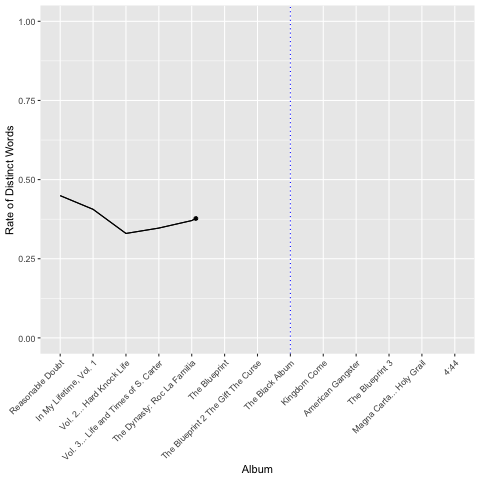 1.00
0.75
0.50
0.25
0.00
Rate of Distinct Words
Reasonable Doubt
In My Lifetime, Vol. 1
Vol. 2... Hard Knock Life
Vol. 3... Life and Times of S. Carter
The Dynasty: Roc La Familia
The Blueprint
The Blueprint 2 The Gift The Curse
The Black Album
Kingdom Come
American Gangster
The Blueprint 3
Magna Carta... Holy Grail
4:44
Album